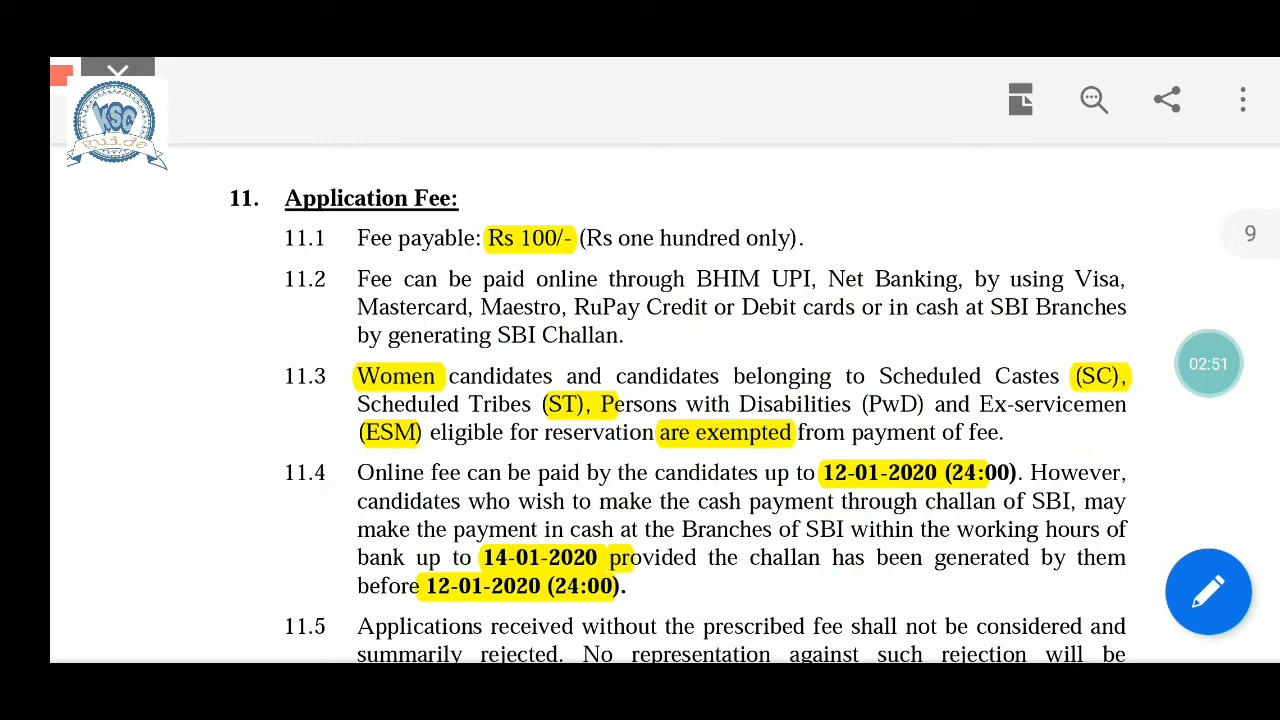 KSC
gui.de
11. Application Fee:
9
11.1 Fee payable: Rs 100/- (Rs one hundred only).
11.2 Fee can be paid online through BHIM UPI, Net Banking, by using Visa,
Mastercard, Maestro, RuPay Credit or Debit cards or in cash at SBI Branches
by generating SBI Challan.
02:51
11.3 Women candidates and candidates belonging to Scheduled Castes (SC),
Scheduled Tribes (ST), Persons with Disabilities (PwD) and Ex-servicemen
(ESM) eligible for reservation are exempted from payment of fee.
11.4 Online fee can be paid by the candidates up to 12-01-2020 (24:00). However,
candidates who wish to make the cash payment through challan of SBI, may
make the payment in cash at the Branches of SBI within the working hours of
bank up to 14-01-2020 provided the challan has been generated by them
before 12-01-2020 (24:00).
11.5 Applications received without the prescribed fee shall not be considered and
summarily rejected. No representation against such rejection will be